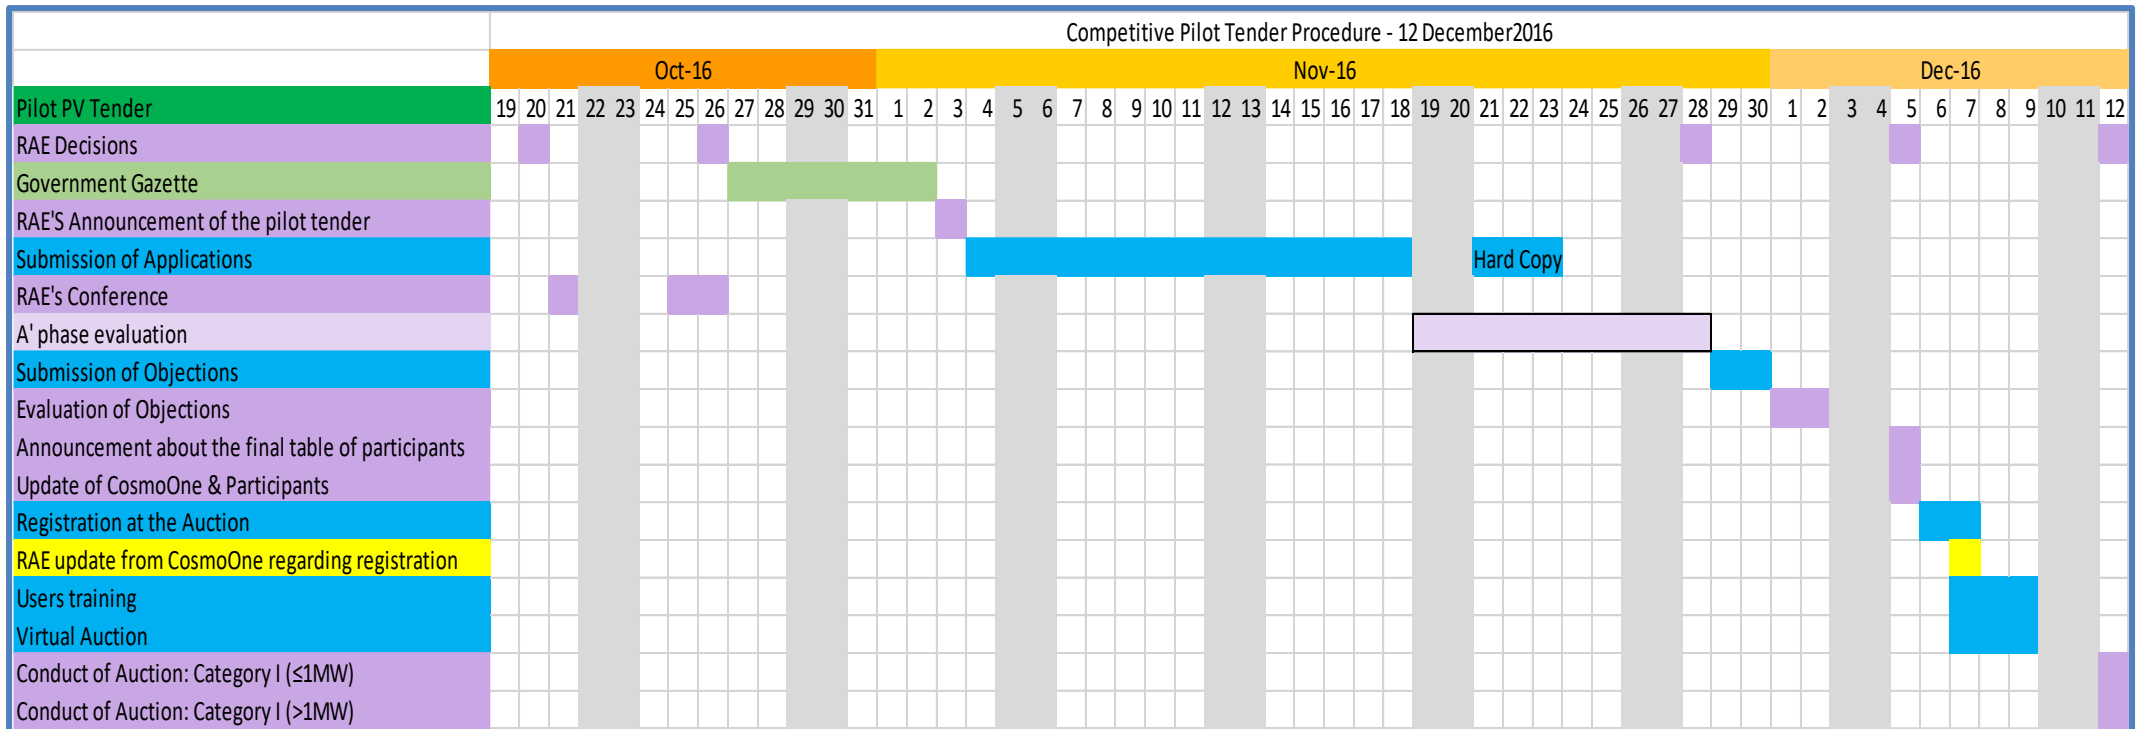 Competitive Pilot Tender Procedure - 12 December2016
Oct-16 Nov-16 Dec-16
Pilot PV Tender 19 20 21 22 23 24 25 26 27 28 29 30 31 1 2 3 4 5 6 7 8 9 10 11 12 13 14 15 16 17 18 19 20 21 22 23 24 25 26 27 28 29 30 1 2 3 4 5 6 7 8 9 10 11 12
RAE Decisions
Government Gazette
RAE'S Announcement of the pilot tender
Submission of Applications Hard Copy
RAE's Conference
A' phase evaluation
Submission of Objections
Evaluation of Objections
Announcement about the final table of participants
Update of CosmoOne & Participants
Registration at the Auction
RAE update from CosmoOne regarding registration
Users training
Virtual Auction
Conduct of Auction: Category I (≤1MW)
Conduct of Auction: Category I (>1MW)